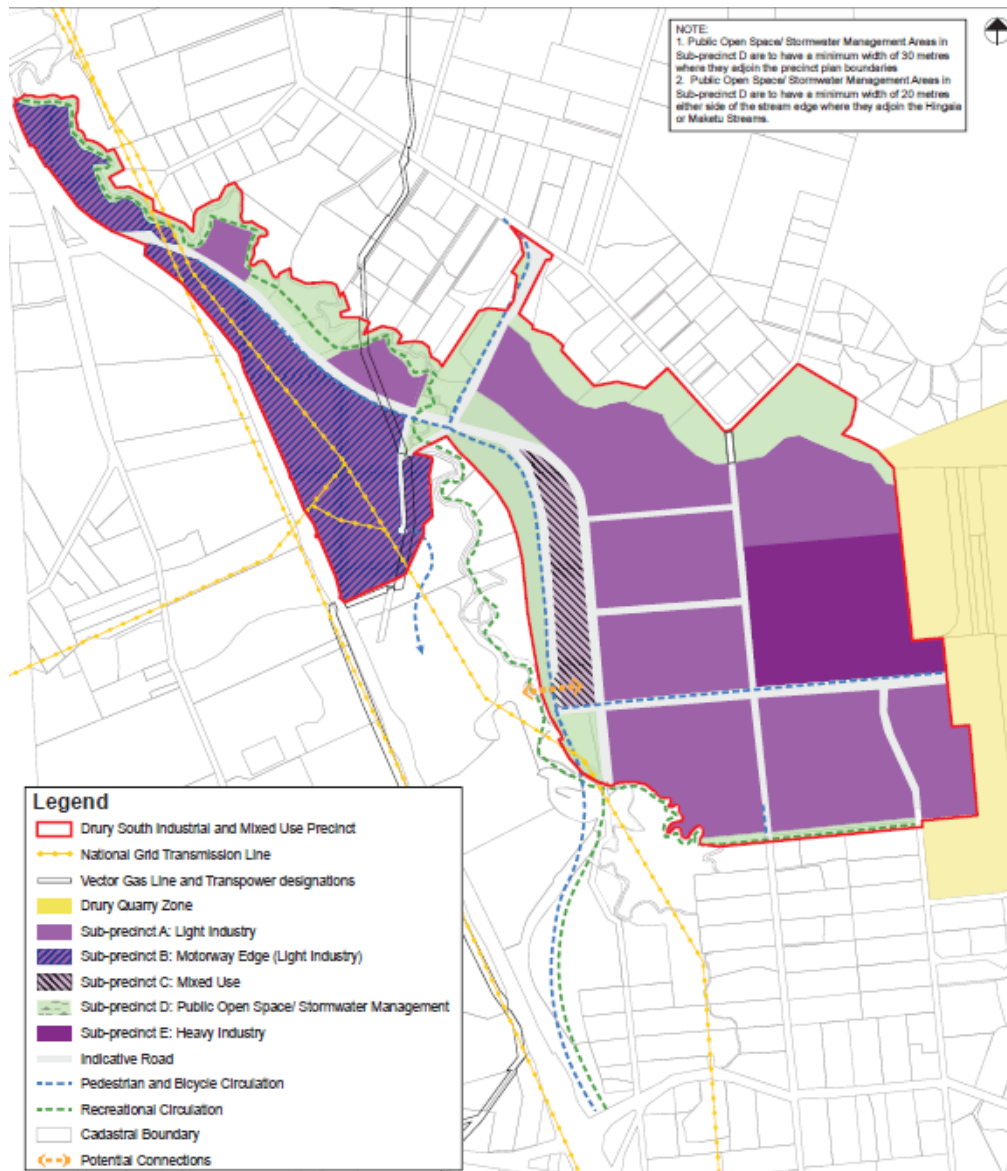 NOTE:
1. Public Open Space/ Stormwater Management Areas in
Sub-precinct D are to have a minimum width of 30 metres
where they adjoin the precinct plan boundaries
2. Public Open Space/ Stormwater Management Areas in
Sub-precinct D are to have a minimum width of 20 metres
either side of the stream edge where they adjoin the Hingaia
or Maketu Streams.
Legend
Drury South Industrial and Mixed Use Precinct
National Grid Transmission Line
Vector Gas Line and Transpower designations
Drury Quarry Zone
Sub-precinct A: Light Industry
Sub-precinct B: Motorway Edge (Light Industry)
Sub-precinct C: Mixed Use
Sub-precinct D: Public Open Space/ Stormwater Management
Sub-precinct E: Heavy Industry
Indicative Road
Pedestrian and Bicycle Circulation
Recreational Circulation
Cadastral Boundary
Potential Connections